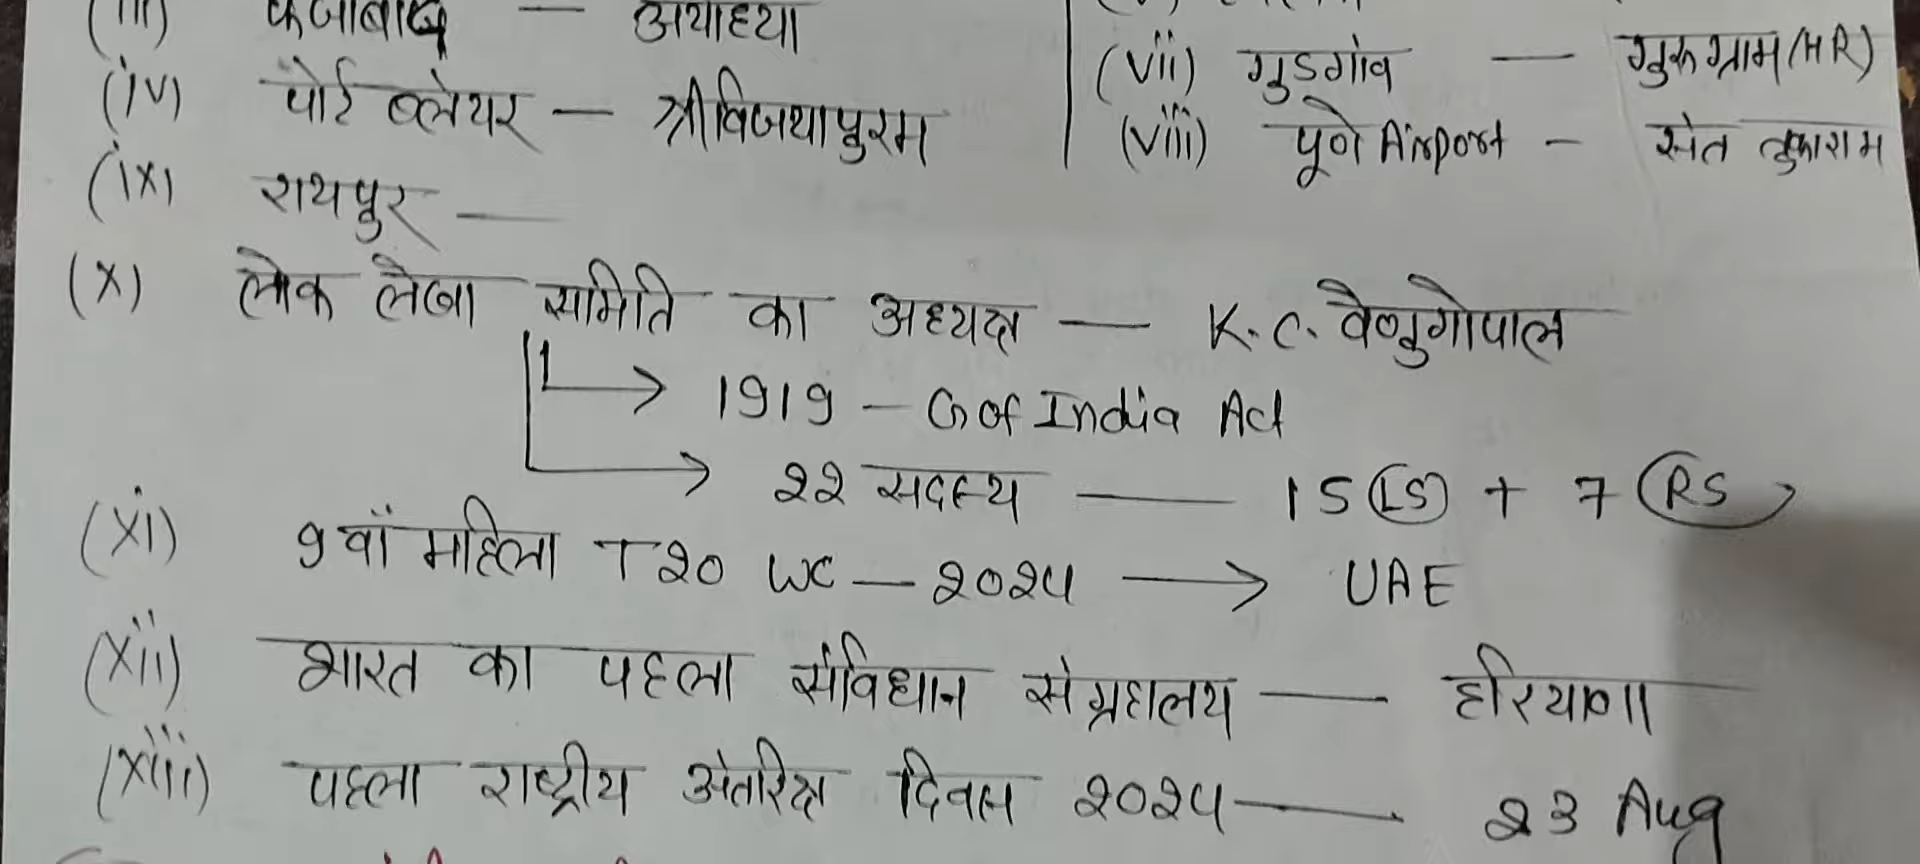 (iii) फैजाबाद — अयोध्या
(iv) पोर्ट ब्लेयर — श्रीविजयापुरम
(ix) रायपुर —
(vii) गुडगांव — गुरुग्राम (HR)
(viii) पूणे Airport — संत तुकाराम
(x) लोक लेखा समिति का अध्यक्ष — K.C. वेणुगोपाल
→ 1919 — G of India Act
→ 22 सदस्य — 15 (LS) + 7 (RS)
(xi) 9वाँ महिला T20 WC — 2024 → UAE
(xii) भारत का पहला संविधान संग्रहालय — हरियाणा
(xiii) पहला राष्ट्रीय अंतरिक्ष दिवस 2024 — 23 Aug